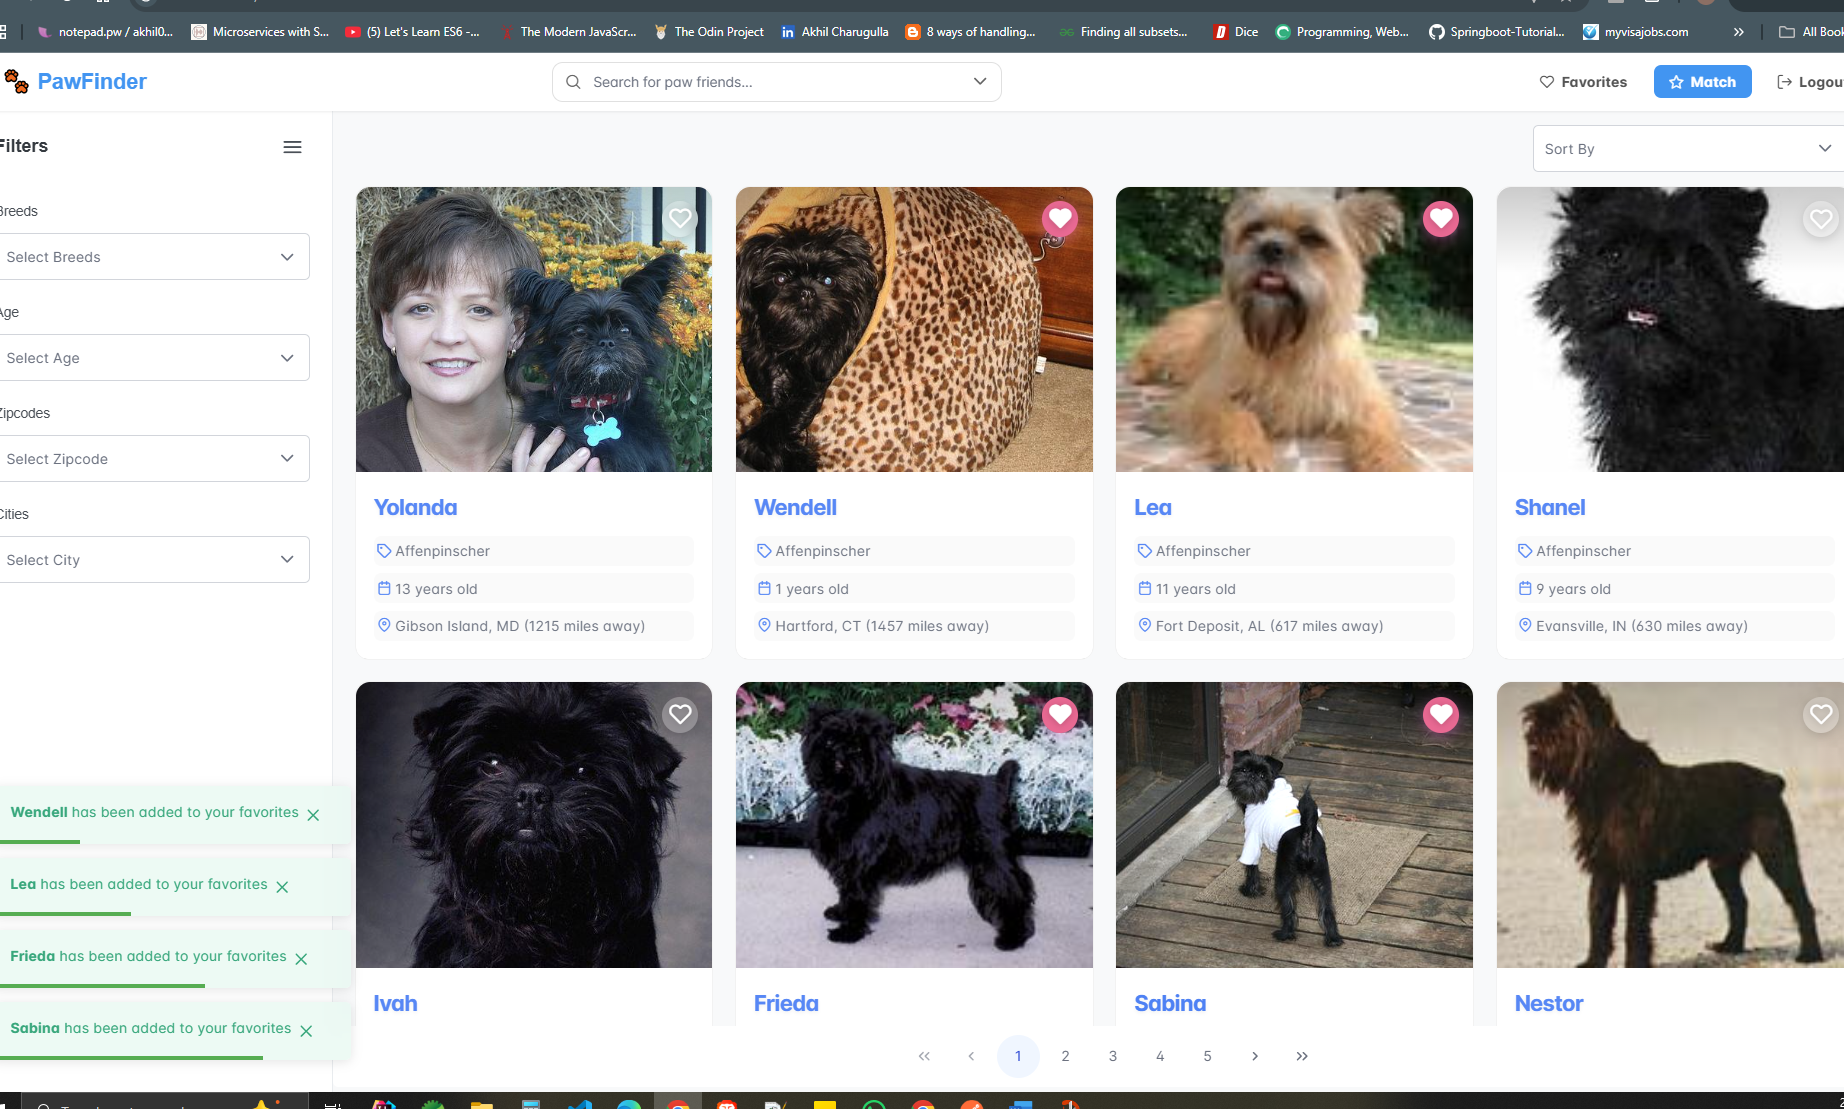 notepad.pw / akhil0...
Microservices with S...
(5) Let's Learn ES6 -...
The Modern JavaScr...
The Odin Project
Akhil Charugulla
8 ways of handling...
Finding all subsets...
Dice
Programming, Web...
Springboot-Tutorial...
myvisajobs.com
»
All Book
PawFinder
Search for paw friends...
Favorites
Match
Logou
Filters
Sort By
Breeds
Select Breeds
Age
Select Age
Zipcodes
Select Zipcode
Cities
Select City
Yolanda
Affenpinscher
13 years old
Gibson Island, MD (1215 miles away)
Wendell
Affenpinscher
1 years old
Hartford, CT (1457 miles away)
Lea
Affenpinscher
11 years old
Fort Deposit, AL (617 miles away)
Shanel
Affenpinscher
9 years old
Evansville, IN (630 miles away)
Ivah
Frieda
Sabina
Nestor
Wendell has been added to your favorites
Lea has been added to your favorites
Frieda has been added to your favorites
Sabina has been added to your favorites
« ‹ 1 2 3 4 5 › »